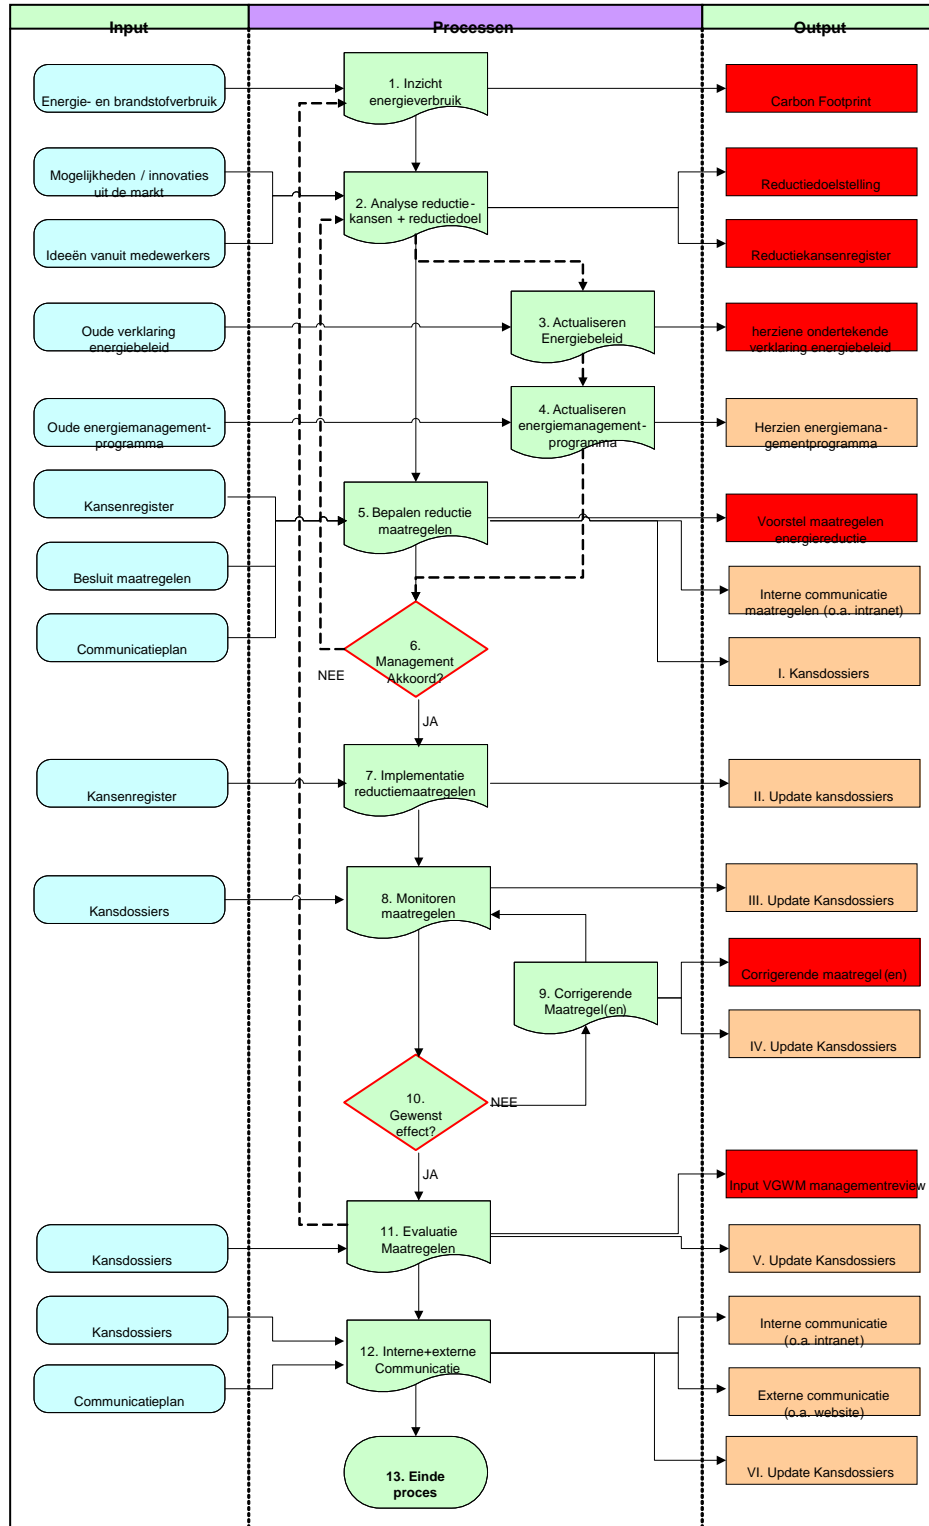 Input
Processen
Output
Energie- en brandstofverbruik
1. Inzicht
energieverbruik
Carbon Footprint
Mogelijkheden / innovaties
uit de markt
2. Analyse reductie-
kansen + reductiedoel
Reductiedoelstelling
Ideeën vanuit medewerkers
Reductiekansenregister
Oude verklaring
energiebeleid
3. Actualiseren
Energiebeleid
herziene ondertekende
verklaring energiebeleid
Oude energiemanagement-
programma
4. Actualiseren
energiemanagement-
programma
Herzien energiemana-
gementprogramma
Kansenregister
5. Bepalen reductie
maatregelen
Voorstel maatregelen
energiereductie
Besluit maatregelen
Interne communicatie
maatregelen (o.a. intranet)
Communicatieplan
6.
Management
Akkoord?
NEE
I. Kansdossiers
JA
Kansenregister
7. Implementatie
reductiemaatregelen
II. Update kansdossiers
Kansdossiers
8. Monitoren
maatregelen
III. Update Kansdossiers
9. Corrigerende
Maatregel(en)
Corrigerende maatregel(en)
IV. Update Kansdossiers
10.
Gewenst
effect?
NEE
JA
Input VGWM managementreview
Kansdossiers
11. Evaluatie
Maatregelen
V. Update Kansdossiers
Kansdossiers
12. Interne+externe
Communicatie
Interne communicatie
(o.a. intranet)
Communicatieplan
Externe communicatie
(o.a. website)
13. Einde
proces
VI. Update Kansdossiers